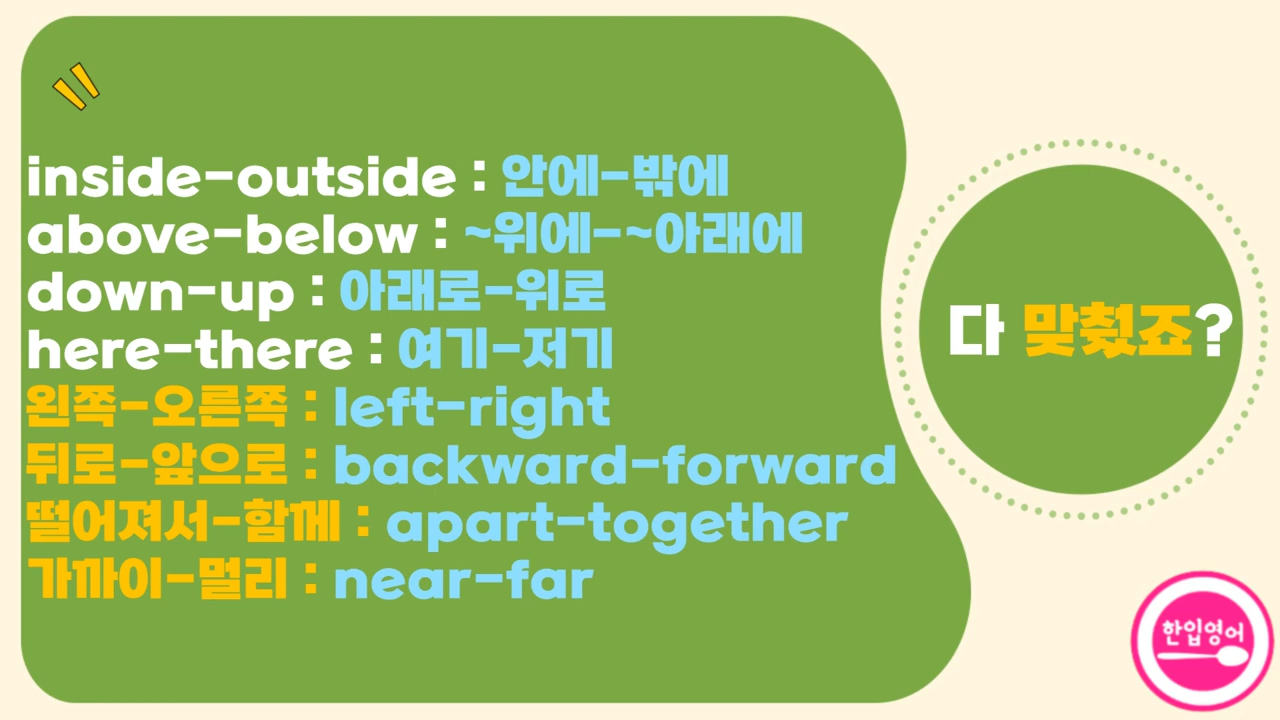 inside-outside : 안에-밖에
above-below : ~위에-~아래에
down-up : 아래로-위로
here-there : 여기-저기
왼쪽-오른쪽 : left-right
뒤로-앞으로 : backward-forward
떨어져서-함께 : apart-together
가까이-멀리 : near-far
다 맞췄죠?
한입영어